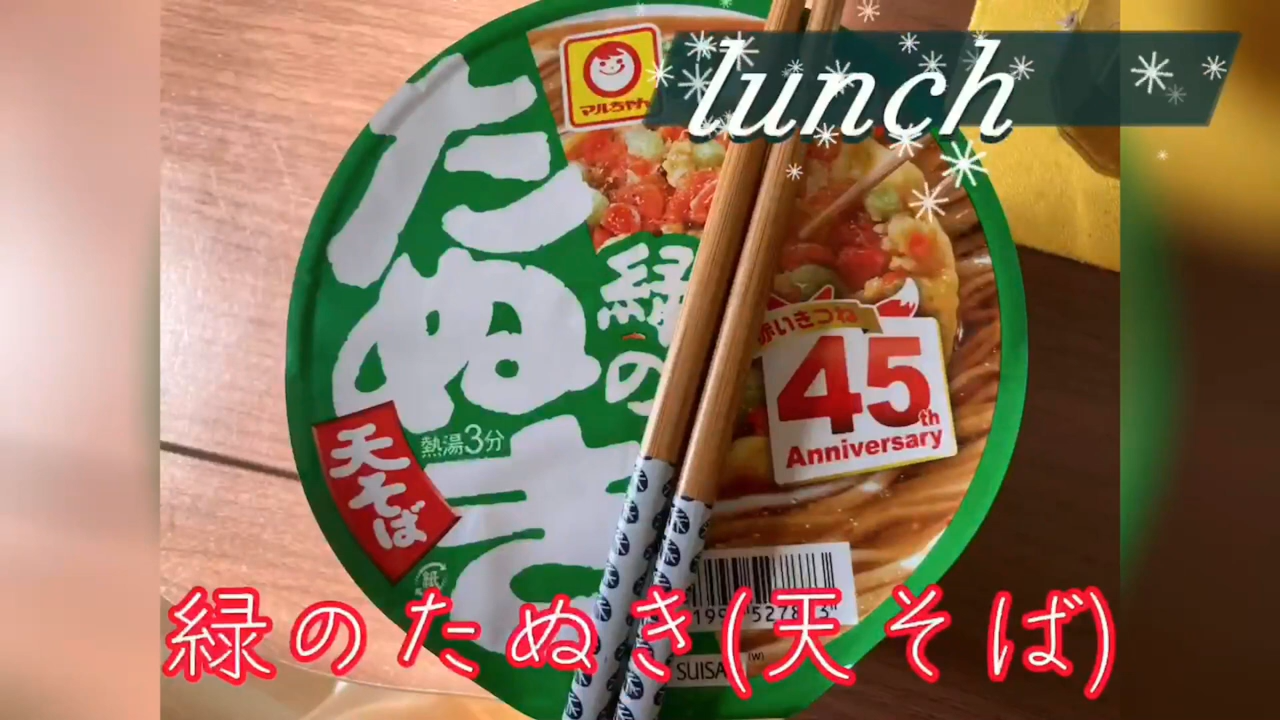 lunch
マルちゃん
たぬき
緑の
天そば
熱湯3分
赤いきつね
45th
Anniversary
紙
緑のたぬき(天そば)